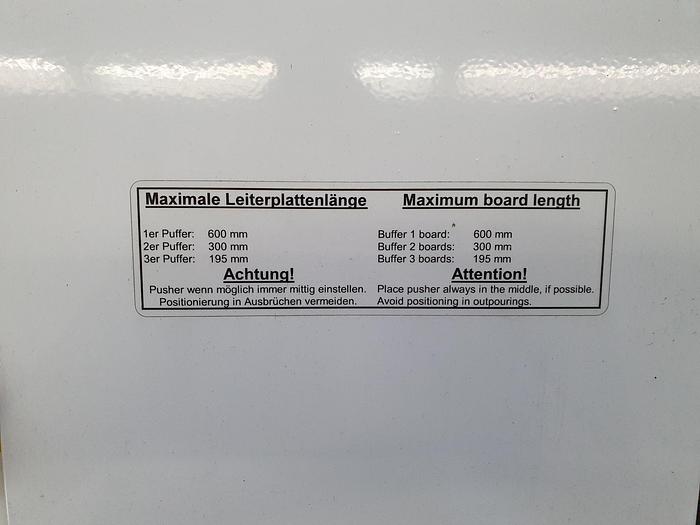 Maximale Leiterplattenlänge
1er Puffer: 600 mm
2er Puffer: 300 mm
3er Puffer: 195 mm
Achtung!
Pusher wenn möglich immer mittig einstellen.
Positionierung in Ausbrüchen vermeiden.
Maximum board length
Buffer 1 board: 600 mm
Buffer 2 boards: 300 mm
Buffer 3 boards: 195 mm
Attention!
Place pusher always in the middle, if possible.
Avoid positioning in outpourings.